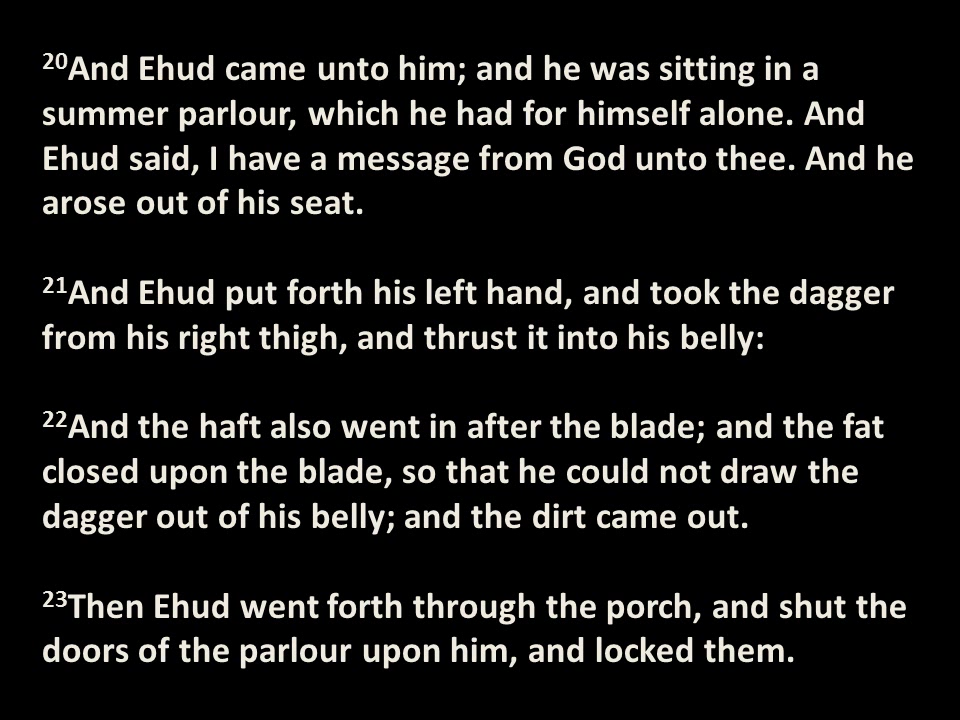 20And Ehud came unto him; and he was sitting in a
summer parlour, which he had for himself alone. And
Ehud said, I have a message from God unto thee. And he
arose out of his seat.
21And Ehud put forth his left hand, and took the dagger
from his right thigh, and thrust it into his belly:
22And the haft also went in after the blade; and the fat
closed upon the blade, so that he could not draw the
dagger out of his belly; and the dirt came out.
23Then Ehud went forth through the porch, and shut the
doors of the parlour upon him, and locked them.